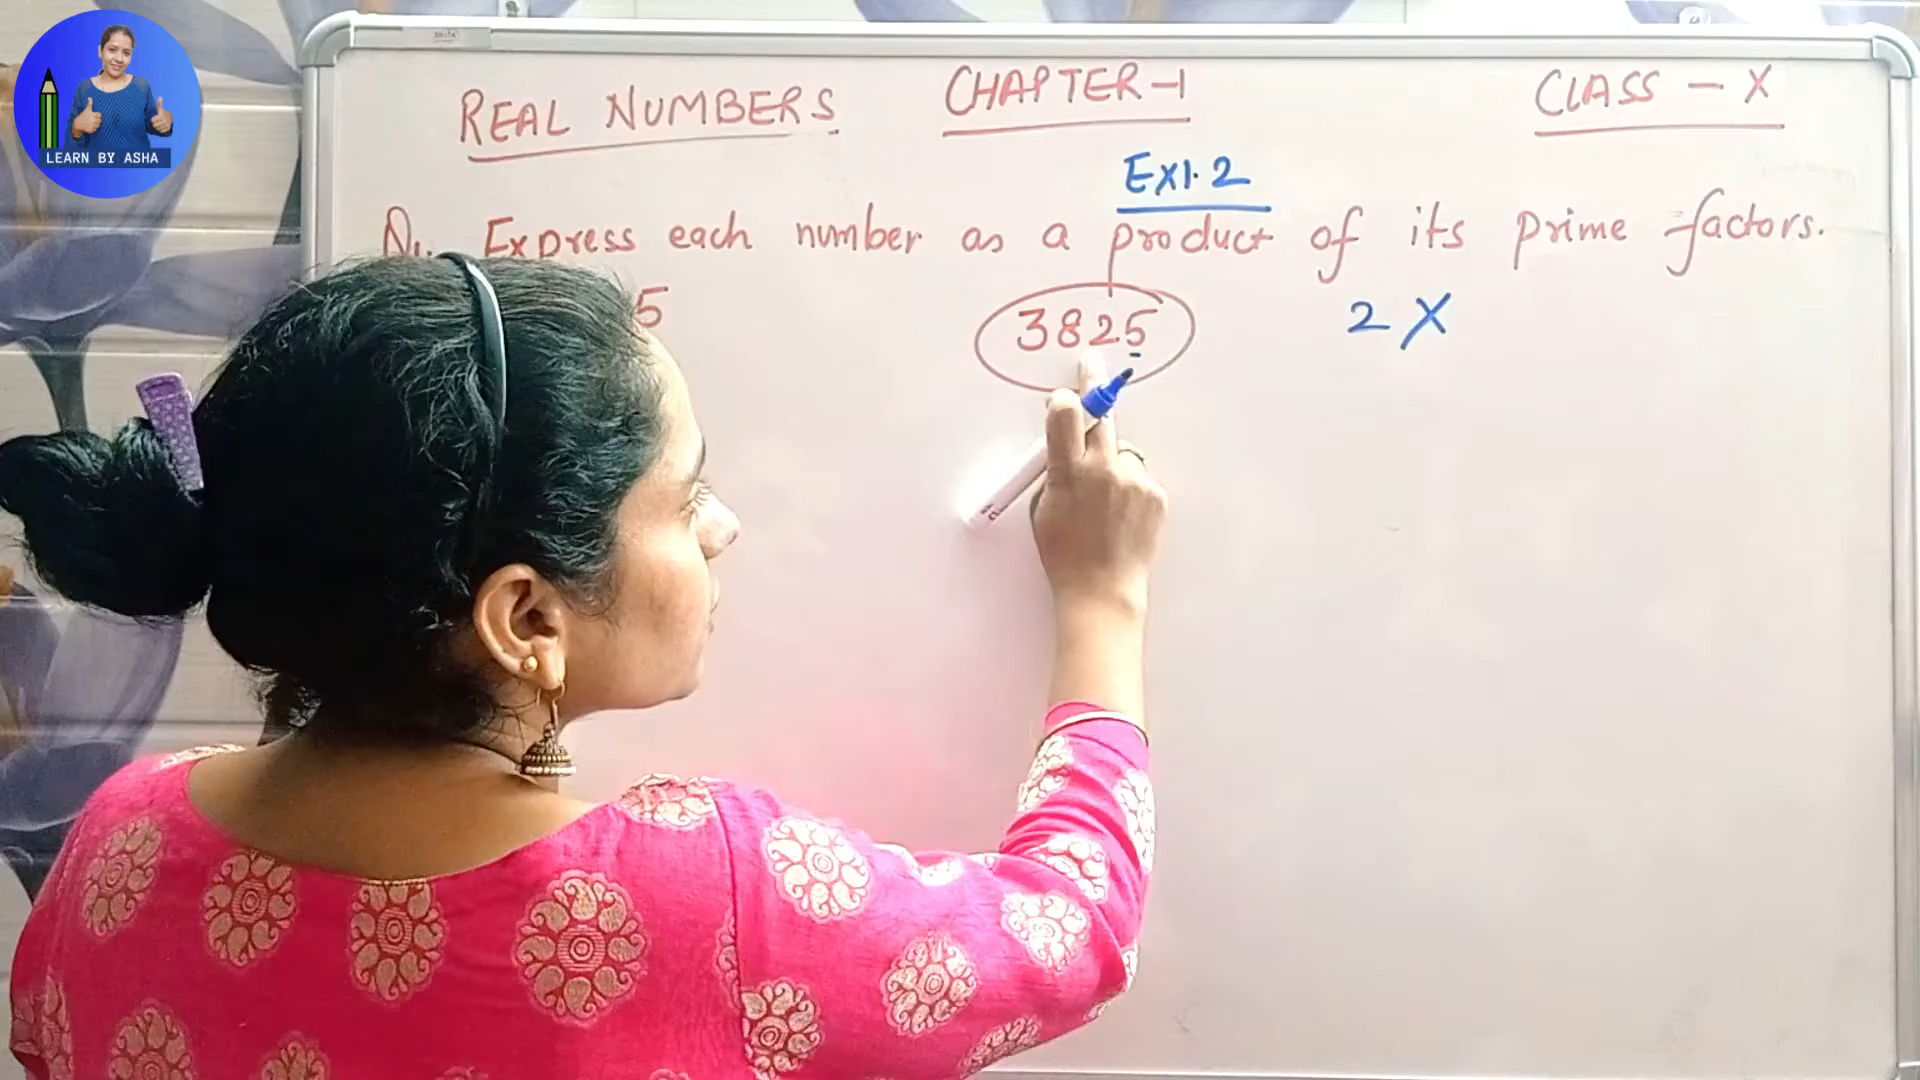 LEARN BY ASHA
REAL NUMBERS CHAPTER-1 CLASS - X
EX1.2
Q1. Express each number as a product of its prime factors.
5 3825 2 X